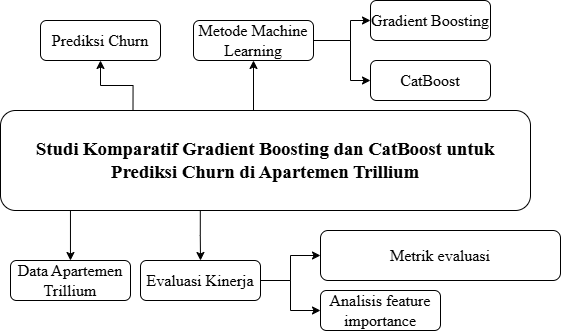 Prediksi Churn
Metode Machine
Learning
Gradient Boosting
CatBoost
Studi Komparatif Gradient Boosting dan CatBoost untuk
Prediksi Churn di Apartemen Trillium
Data Apartemen
Trillium
Evaluasi Kinerja
Metrik evaluasi
Analisis feature
importance